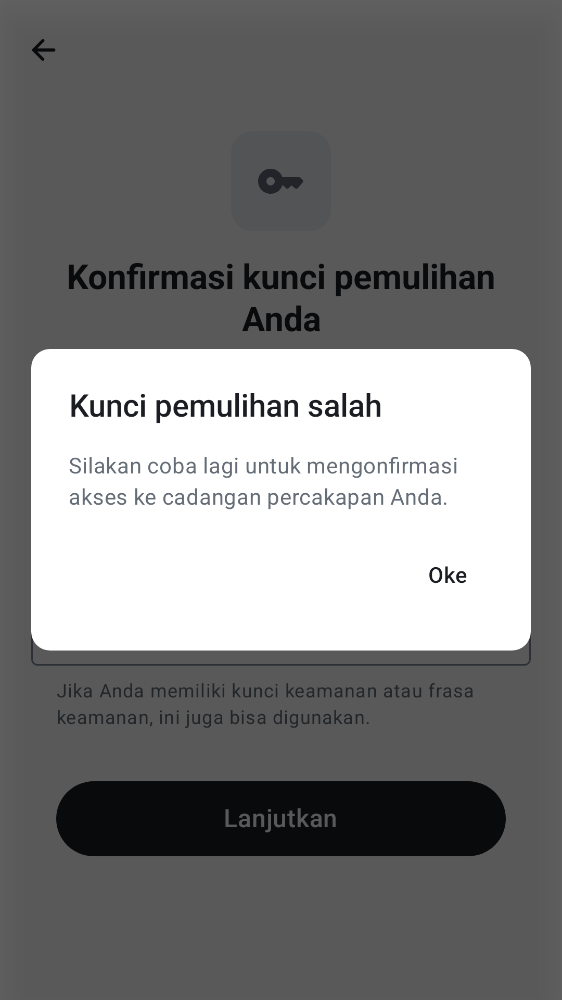 Konfirmasi kunci pemulihan
Anda
Kunci pemulihan salah
Silakan coba lagi untuk mengonfirmasi
akses ke cadangan percakapan Anda.
Oke
Jika Anda memiliki kunci keamanan atau frasa
keamanan, ini juga bisa digunakan.
Lanjutkan